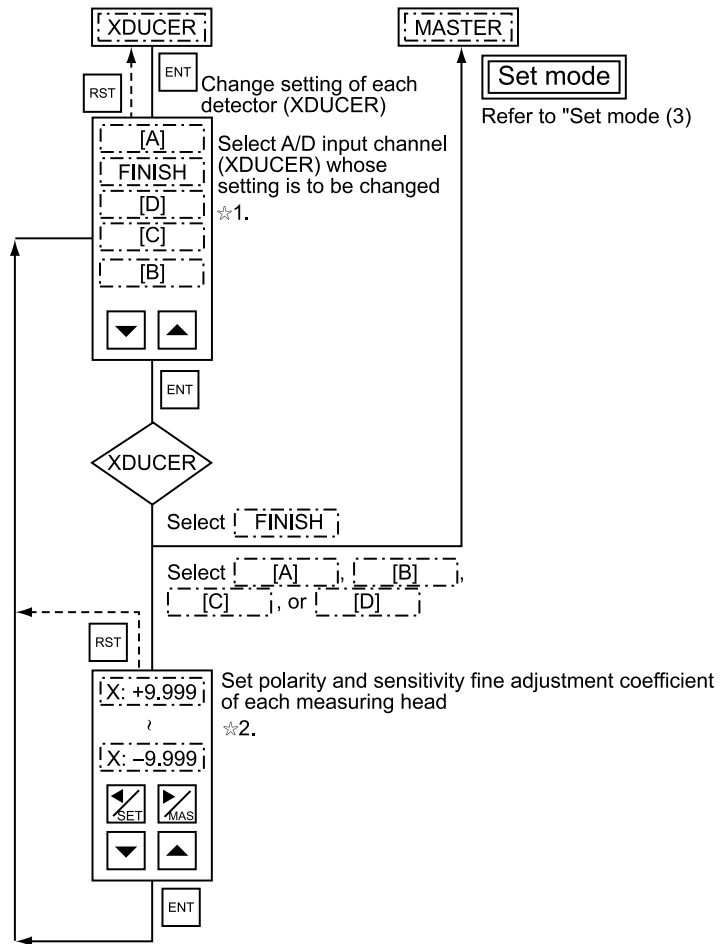 XDUCER
MASTER
ENT
RST
Change setting of each
detector (XDUCER)
Set mode
Refer to "Set mode (3)
[A]
FINISH
[D]
[C]
[B]
Select A/D input channel
(XDUCER) whose
setting is to be changed
☆1.
▼ ▲
ENT
XDUCER
Select FINISH
Select [A], [B],
[C], or [D]
RST
X: +9.999
~
X: –9.999
Set polarity and sensitivity fine adjustment coefficient
of each measuring head
☆2.
◀/SET ▶/MAS
▼ ▲
ENT